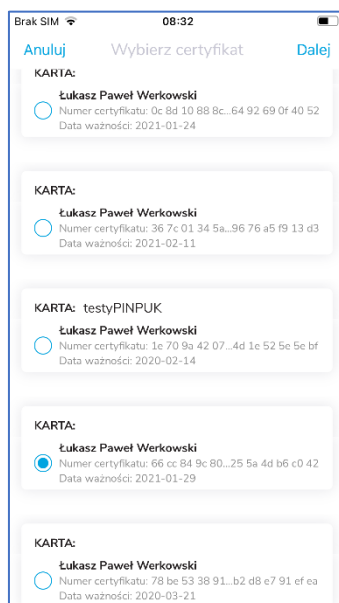 Brak SIM 08:32
Anuluj Wybierz certyfikat Dalej
KARTA:
Łukasz Paweł Werkowski
Numer certyfikatu: 0c 8d 10 88 8c...64 92 69 0f 40 52
Data ważności: 2021-01-24
KARTA:
Łukasz Paweł Werkowski
Numer certyfikatu: 36 7c 01 34 5a...96 76 a5 f9 13 d3
Data ważności: 2021-02-11
KARTA: testyPINPUK
Łukasz Paweł Werkowski
Numer certyfikatu: 1e 70 9a 42 07...4d 1e 52 5e 5e bf
Data ważności: 2020-02-14
KARTA:
Łukasz Paweł Werkowski
Numer certyfikatu: 66 cc 84 9c 80...25 5a 4d b6 c0 42
Data ważności: 2021-01-29
KARTA:
Łukasz Paweł Werkowski
Numer certyfikatu: 78 be 53 38 91...b2 d8 e7 91 ef ea
Data ważności: 2020-03-21